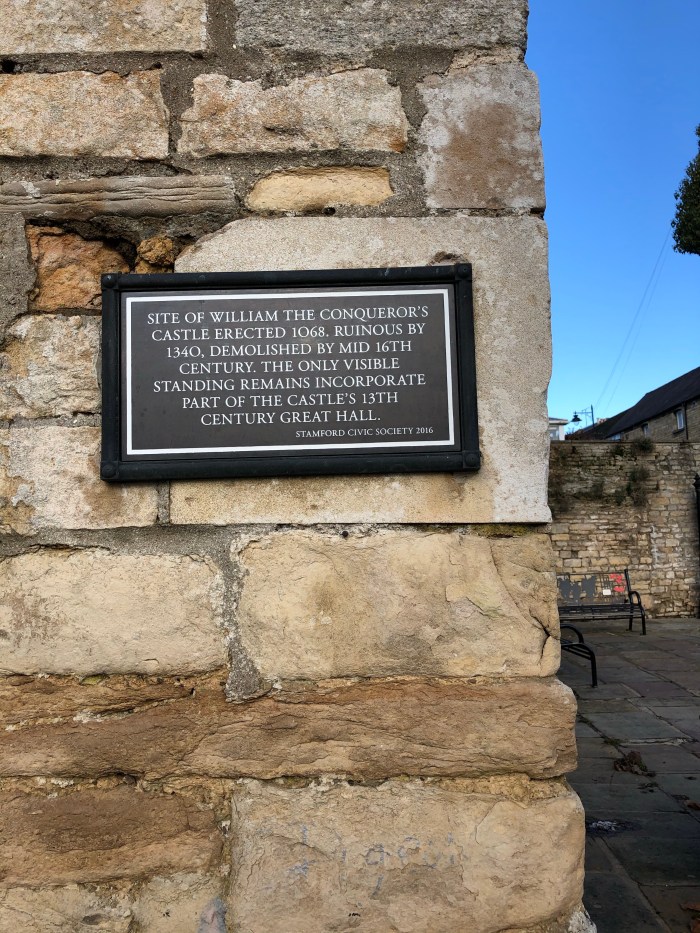 SITE OF WILLIAM THE CONQUEROR'S
CASTLE ERECTED 1068. RUINOUS BY
1340, DEMOLISHED BY MID 16TH
CENTURY. THE ONLY VISIBLE
STANDING REMAINS INCORPORATE
PART OF THE CASTLE'S 13TH
CENTURY GREAT HALL.
STAMFORD CIVIC SOCIETY 2016